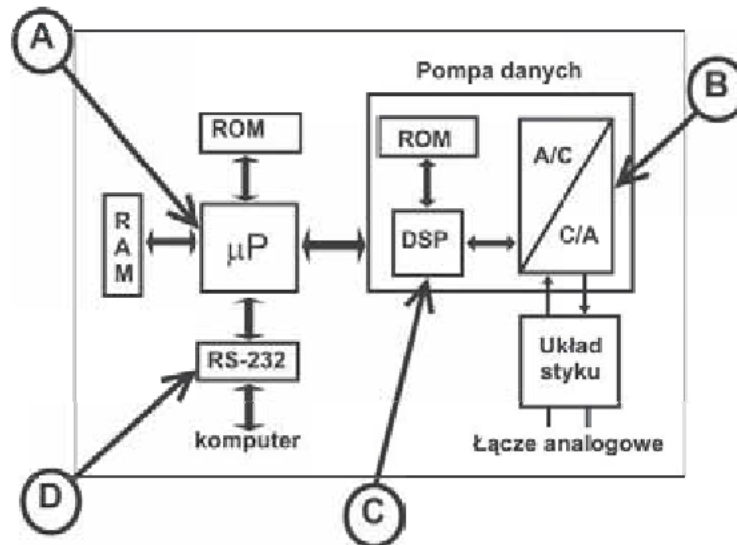 A
Pompa danych
B
ROM
ROM
A/C
R
A
M
µP
DSP
C/A
RS-232
Układ
styku
komputer
Łącze analogowe
D
C